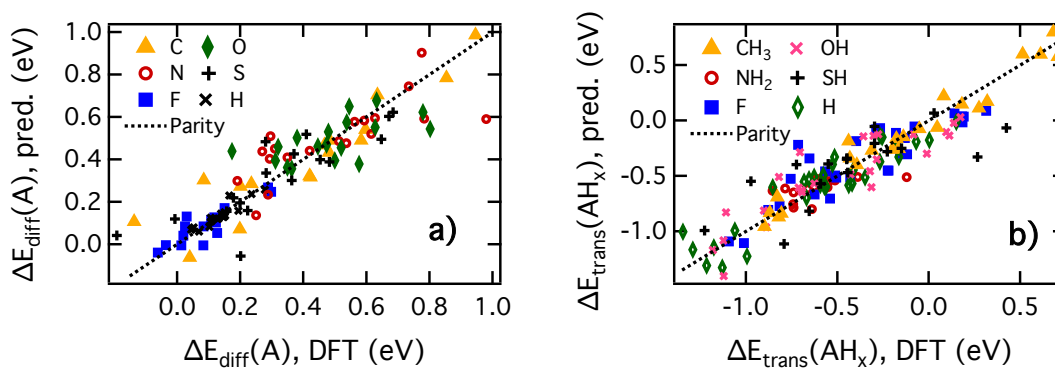 ΔE_diff(A), pred. (eV)
1.0
0.8
0.6
0.4
0.2
0.0
C O
N S
F H
Parity
a)
0.0 0.2 0.4 0.6 0.8 1.0
ΔE_diff(A), DFT (eV)
ΔE_trans(AH_x), pred. (eV)
0.5
0.0
-0.5
-1.0
CH_3 OH
NH_2 SH
F H
Parity
b)
-1.0 -0.5 0.0 0.5
ΔE_trans(AH_x), DFT (eV)